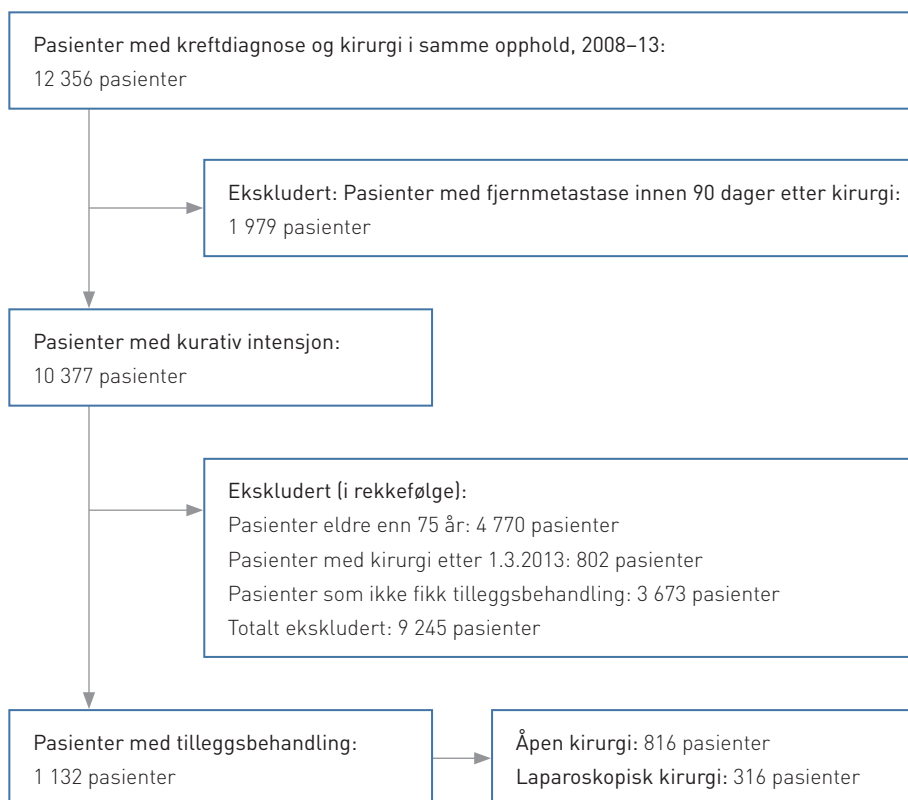 Pasienter med kreftdiagnose og kirurgi i samme opphold, 2008–13:
12 356 pasienter
Ekskludert: Pasienter med fjernmetastase innen 90 dager etter kirurgi:
1 979 pasienter
Pasienter med kurativ intensjon:
10 377 pasienter
Ekskludert (i rekkefølge):
Pasienter eldre enn 75 år: 4 770 pasienter
Pasienter med kirurgi etter 1.3.2013: 802 pasienter
Pasienter som ikke fikk tilleggsbehandling: 3 673 pasienter
Totalt ekskludert: 9 245 pasienter
Pasienter med tilleggsbehandling:
1 132 pasienter
Åpen kirurgi: 816 pasienter
Laparoskopisk kirurgi: 316 pasienter